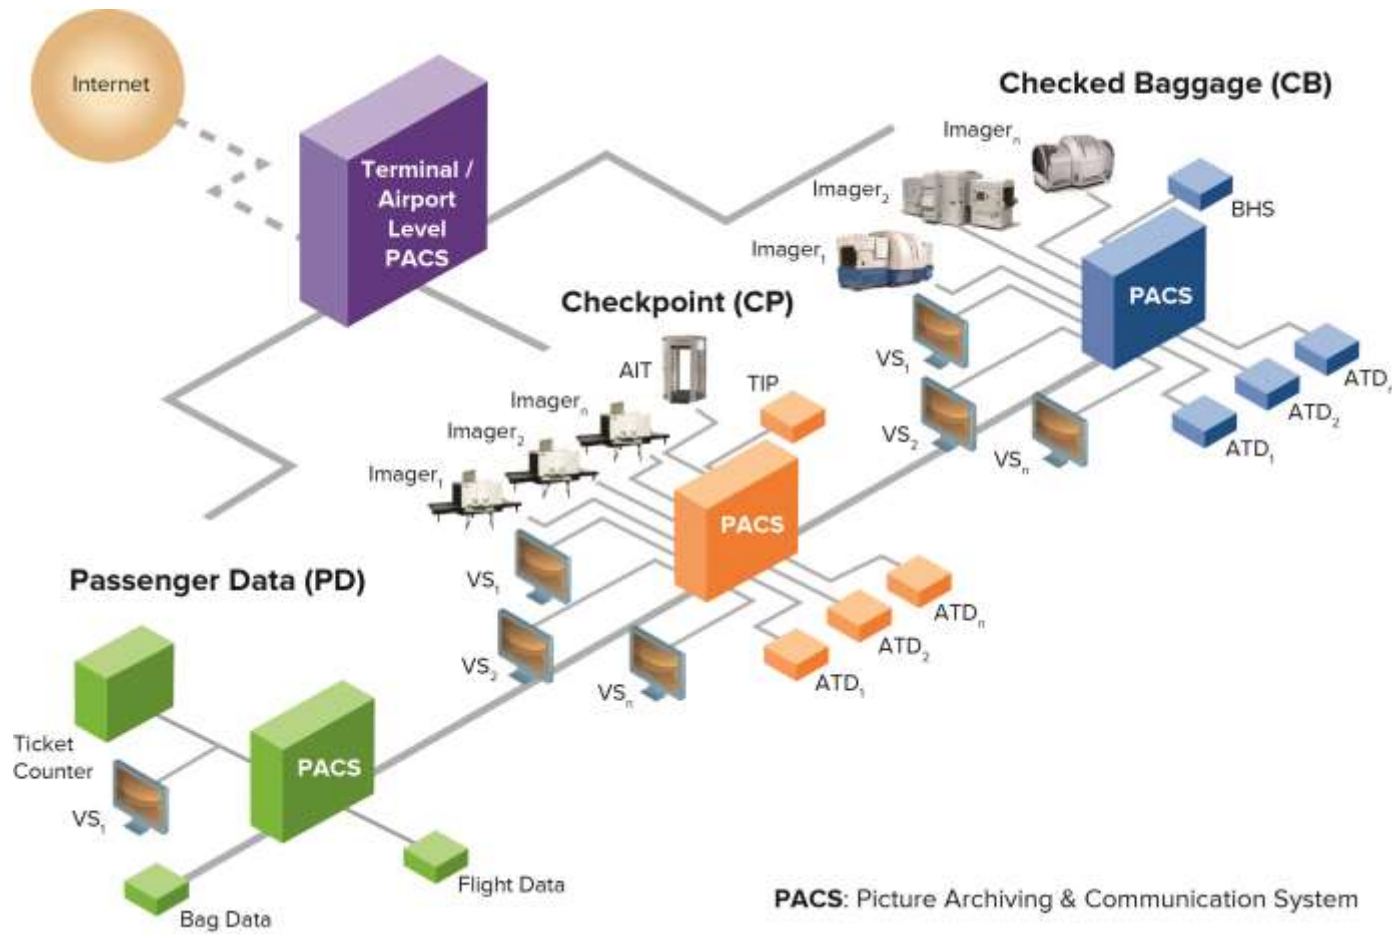 Internet
Terminal /
Airport
Level
PACS
Checked Baggage (CB)
Imagerₙ
Imager₂
Imager₁
BHS
PACS
VS₁
VS₂
VSₙ
ATDₙ
ATD₂
ATD₁
Checkpoint (CP)
AIT
TIP
Imagerₙ
Imager₂
Imager₁
PACS
VS₁
VS₂
VSₙ
ATDₙ
ATD₂
ATD₁
Passenger Data (PD)
Ticket
Counter
PACS
VS₁
Flight Data
Bag Data
PACS: Picture Archiving & Communication System